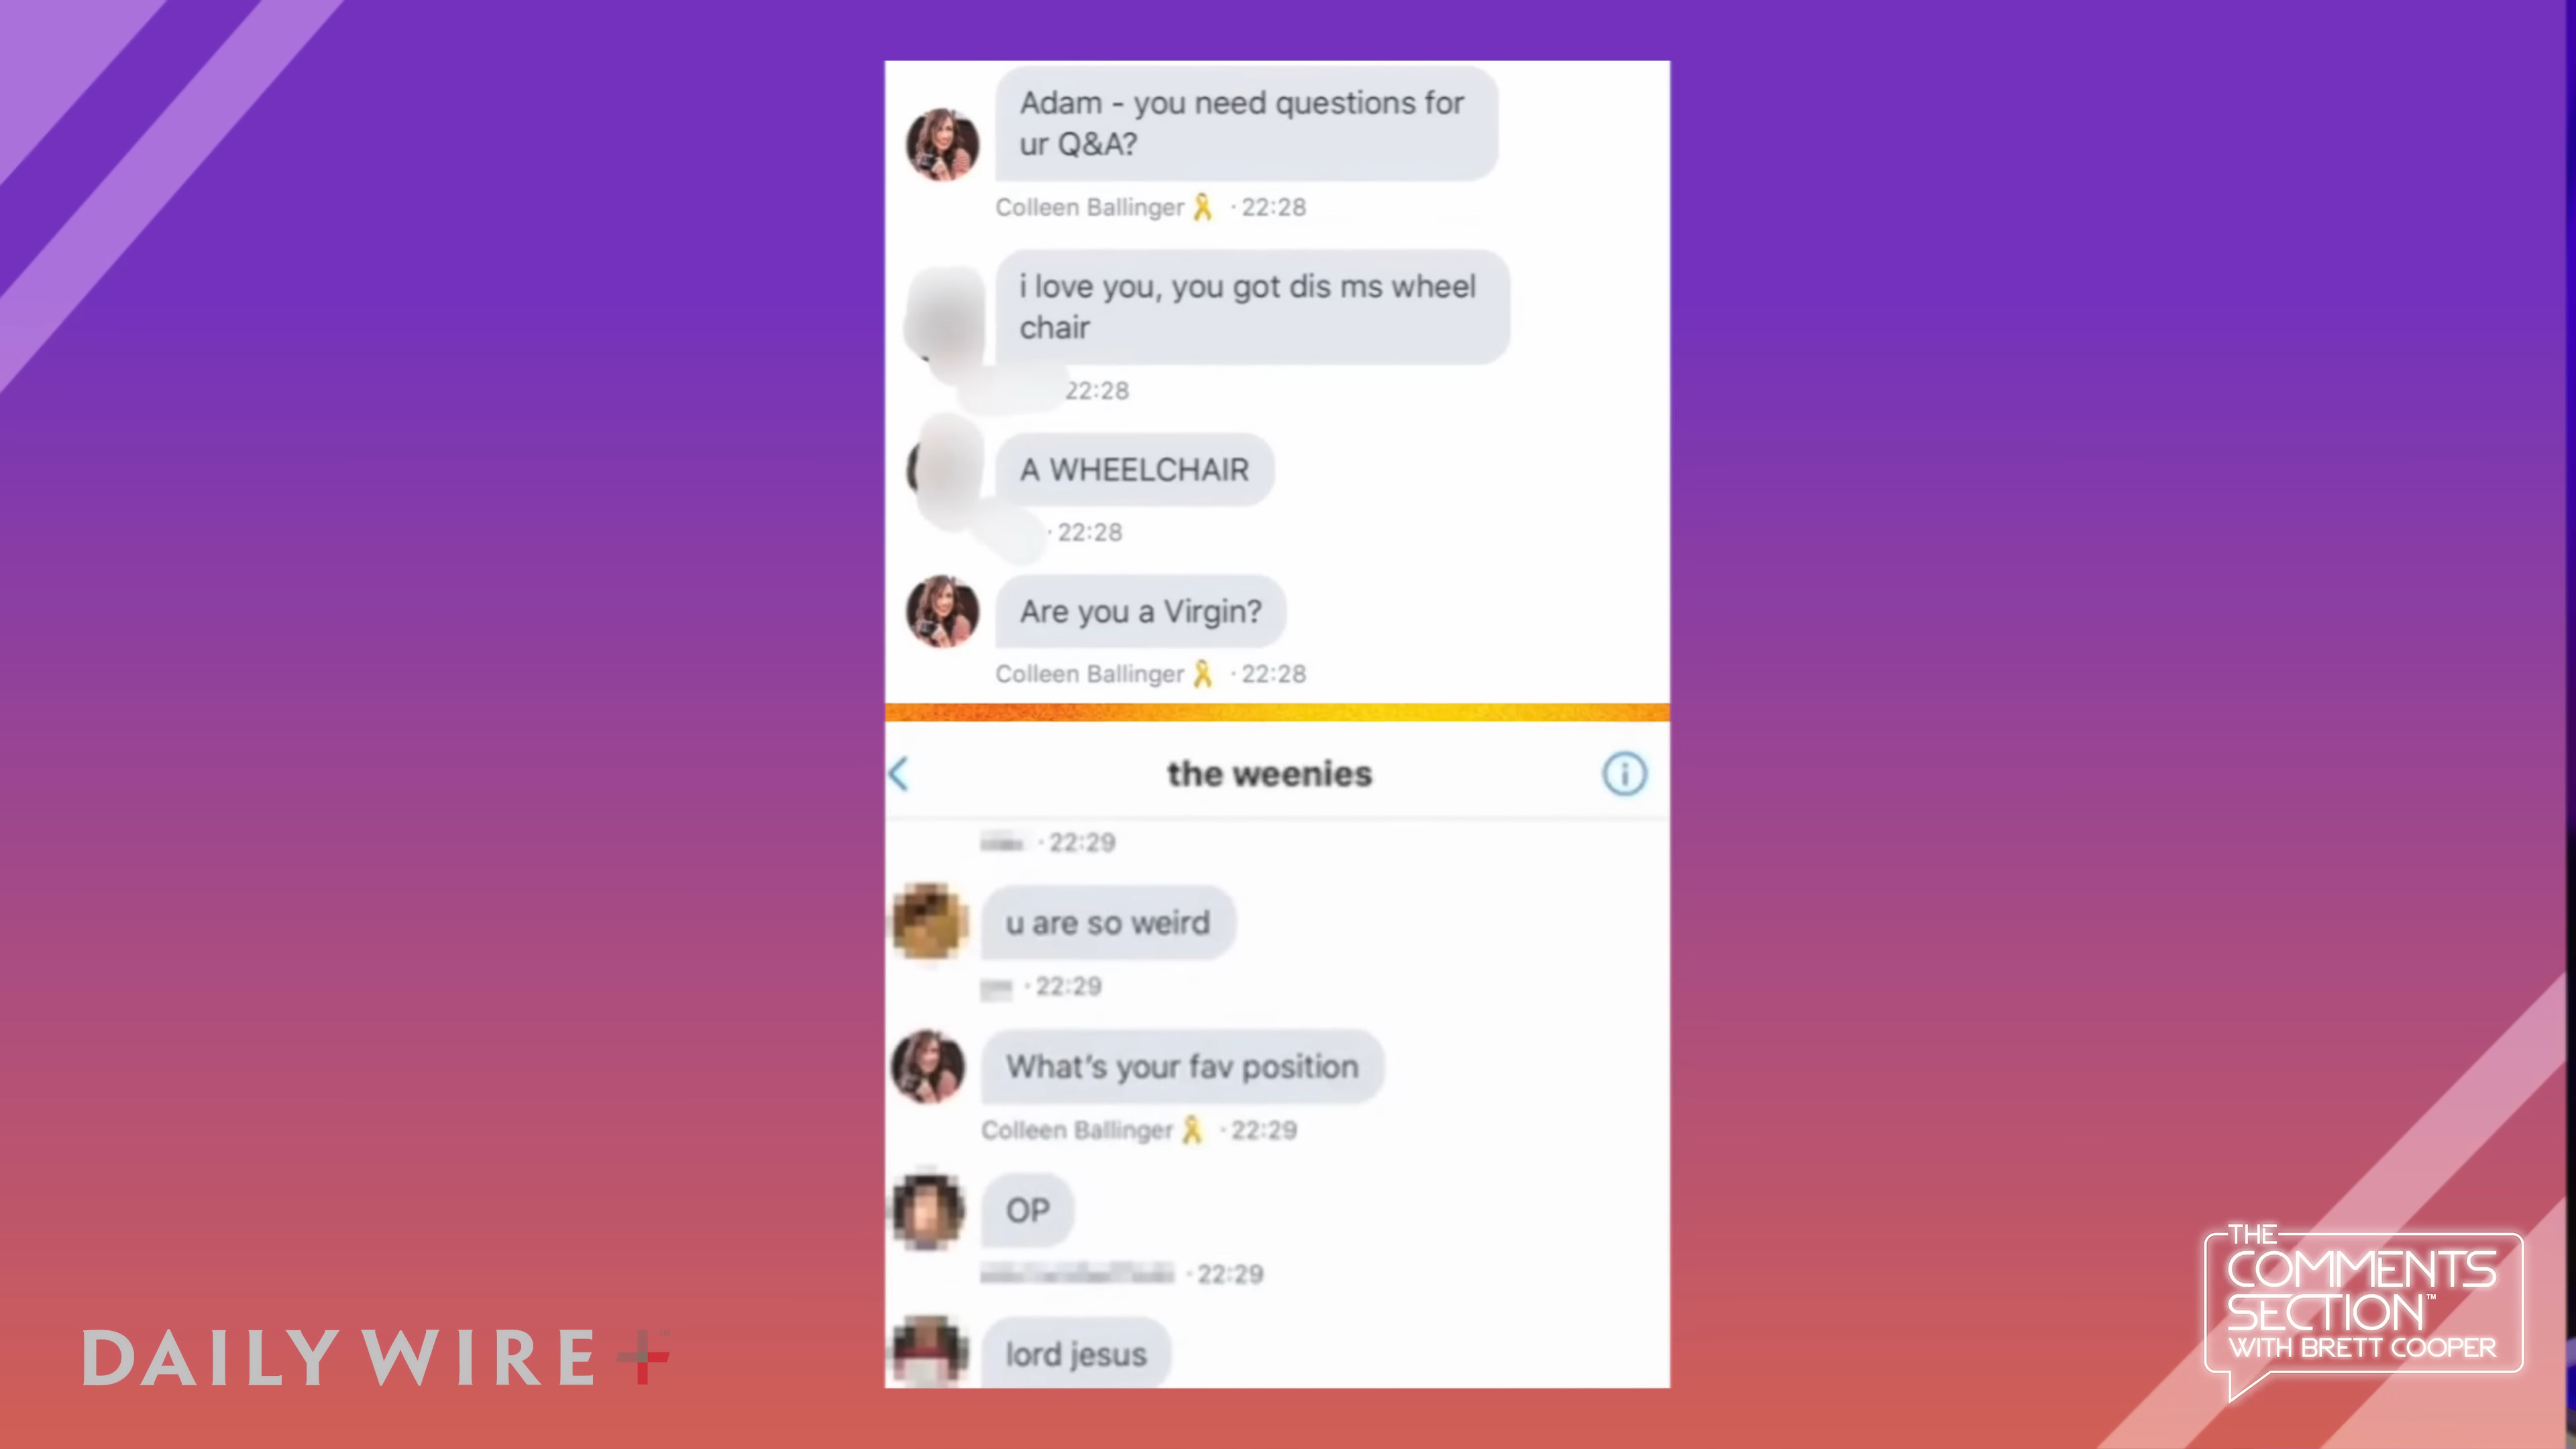 Adam - you need questions for
ur Q&A?
Colleen Ballinger 🎗 · 22:28
i love you, you got dis ms wheel
chair
22:28
A WHEELCHAIR
· 22:28
Are you a Virgin?
Colleen Ballinger 🎗 · 22:28
the weenies
· 22:29
u are so weird
· 22:29
What's your fav position
Colleen Ballinger 🎗 · 22:29
OP
· 22:29
lord jesus
DAILY WIRE +
THE
COMMENTS
SECTION™
WITH BRETT COOPER